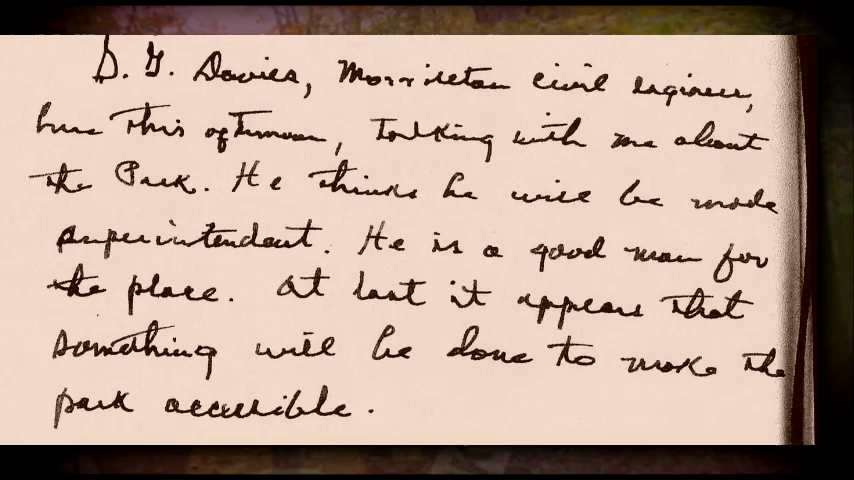 D. G. Davies, Morrilton civil engineer,
here this afternoon, talking with me about
the Park. He thinks he will be made
superintendent. He is a good man for
the place. At last it appears that
something will be done to make the
park accessible.